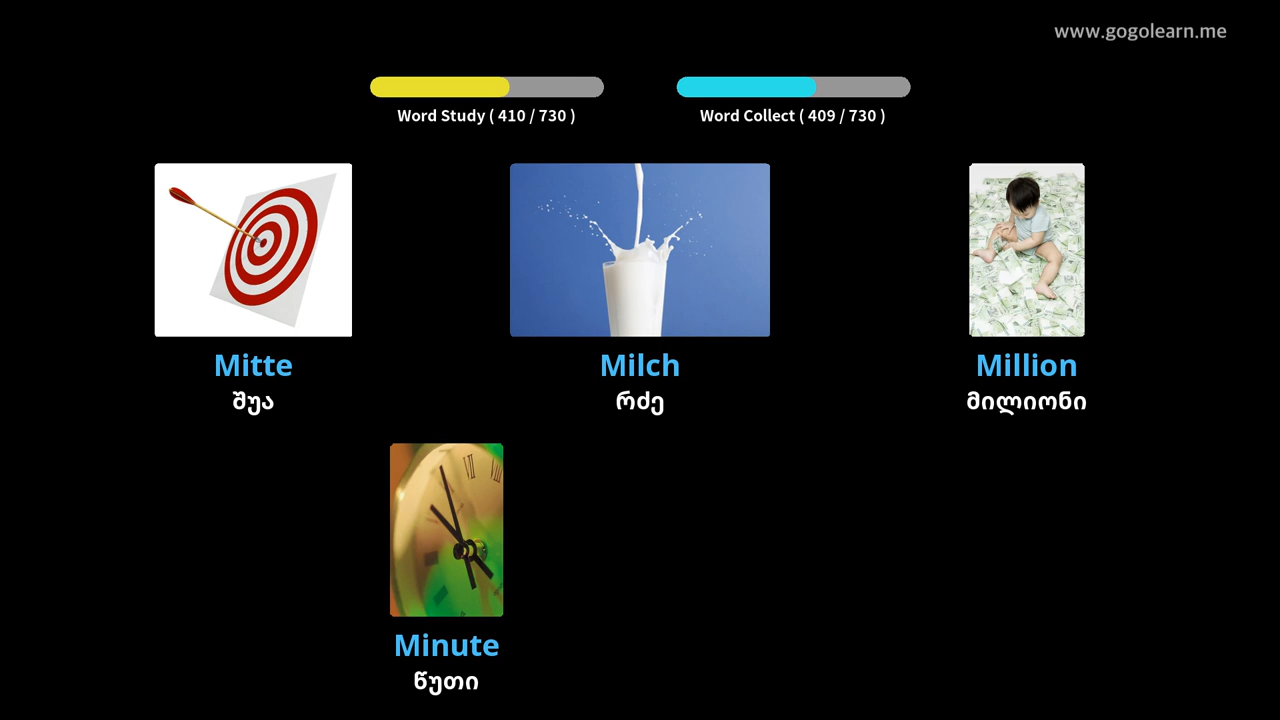 www.gogolearn.me
Word Study ( 410 / 730 )
Word Collect ( 409 / 730 )
Mitte
შუა
Milch
რძე
Million
მილიონი
Minute
წუთი